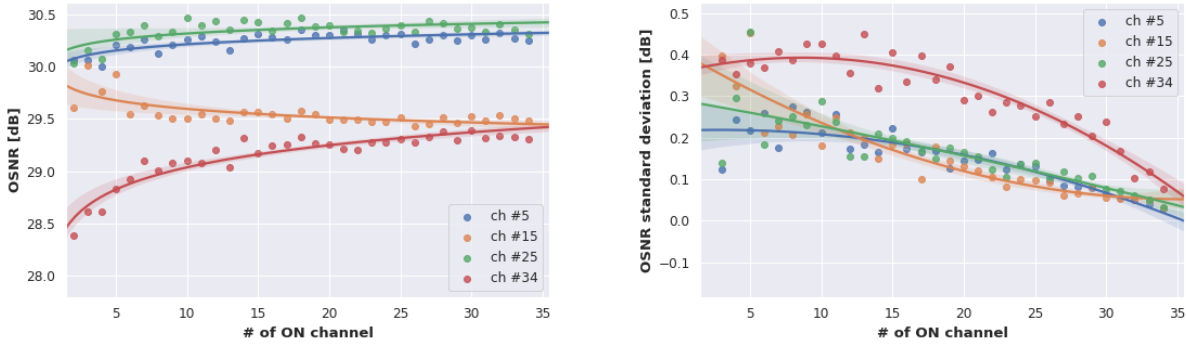 OSNR [dB]
30.5
30.0
29.5
29.0
28.5
28.0
5
10
15
20
25
30
35
# of ON channel
ch #5
ch #15
ch #25
ch #34
OSNR standard deviation [dB]
0.5
0.4
0.3
0.2
0.1
0.0
−0.1
5
10
15
20
25
30
35
# of ON channel
ch #5
ch #15
ch #25
ch #34